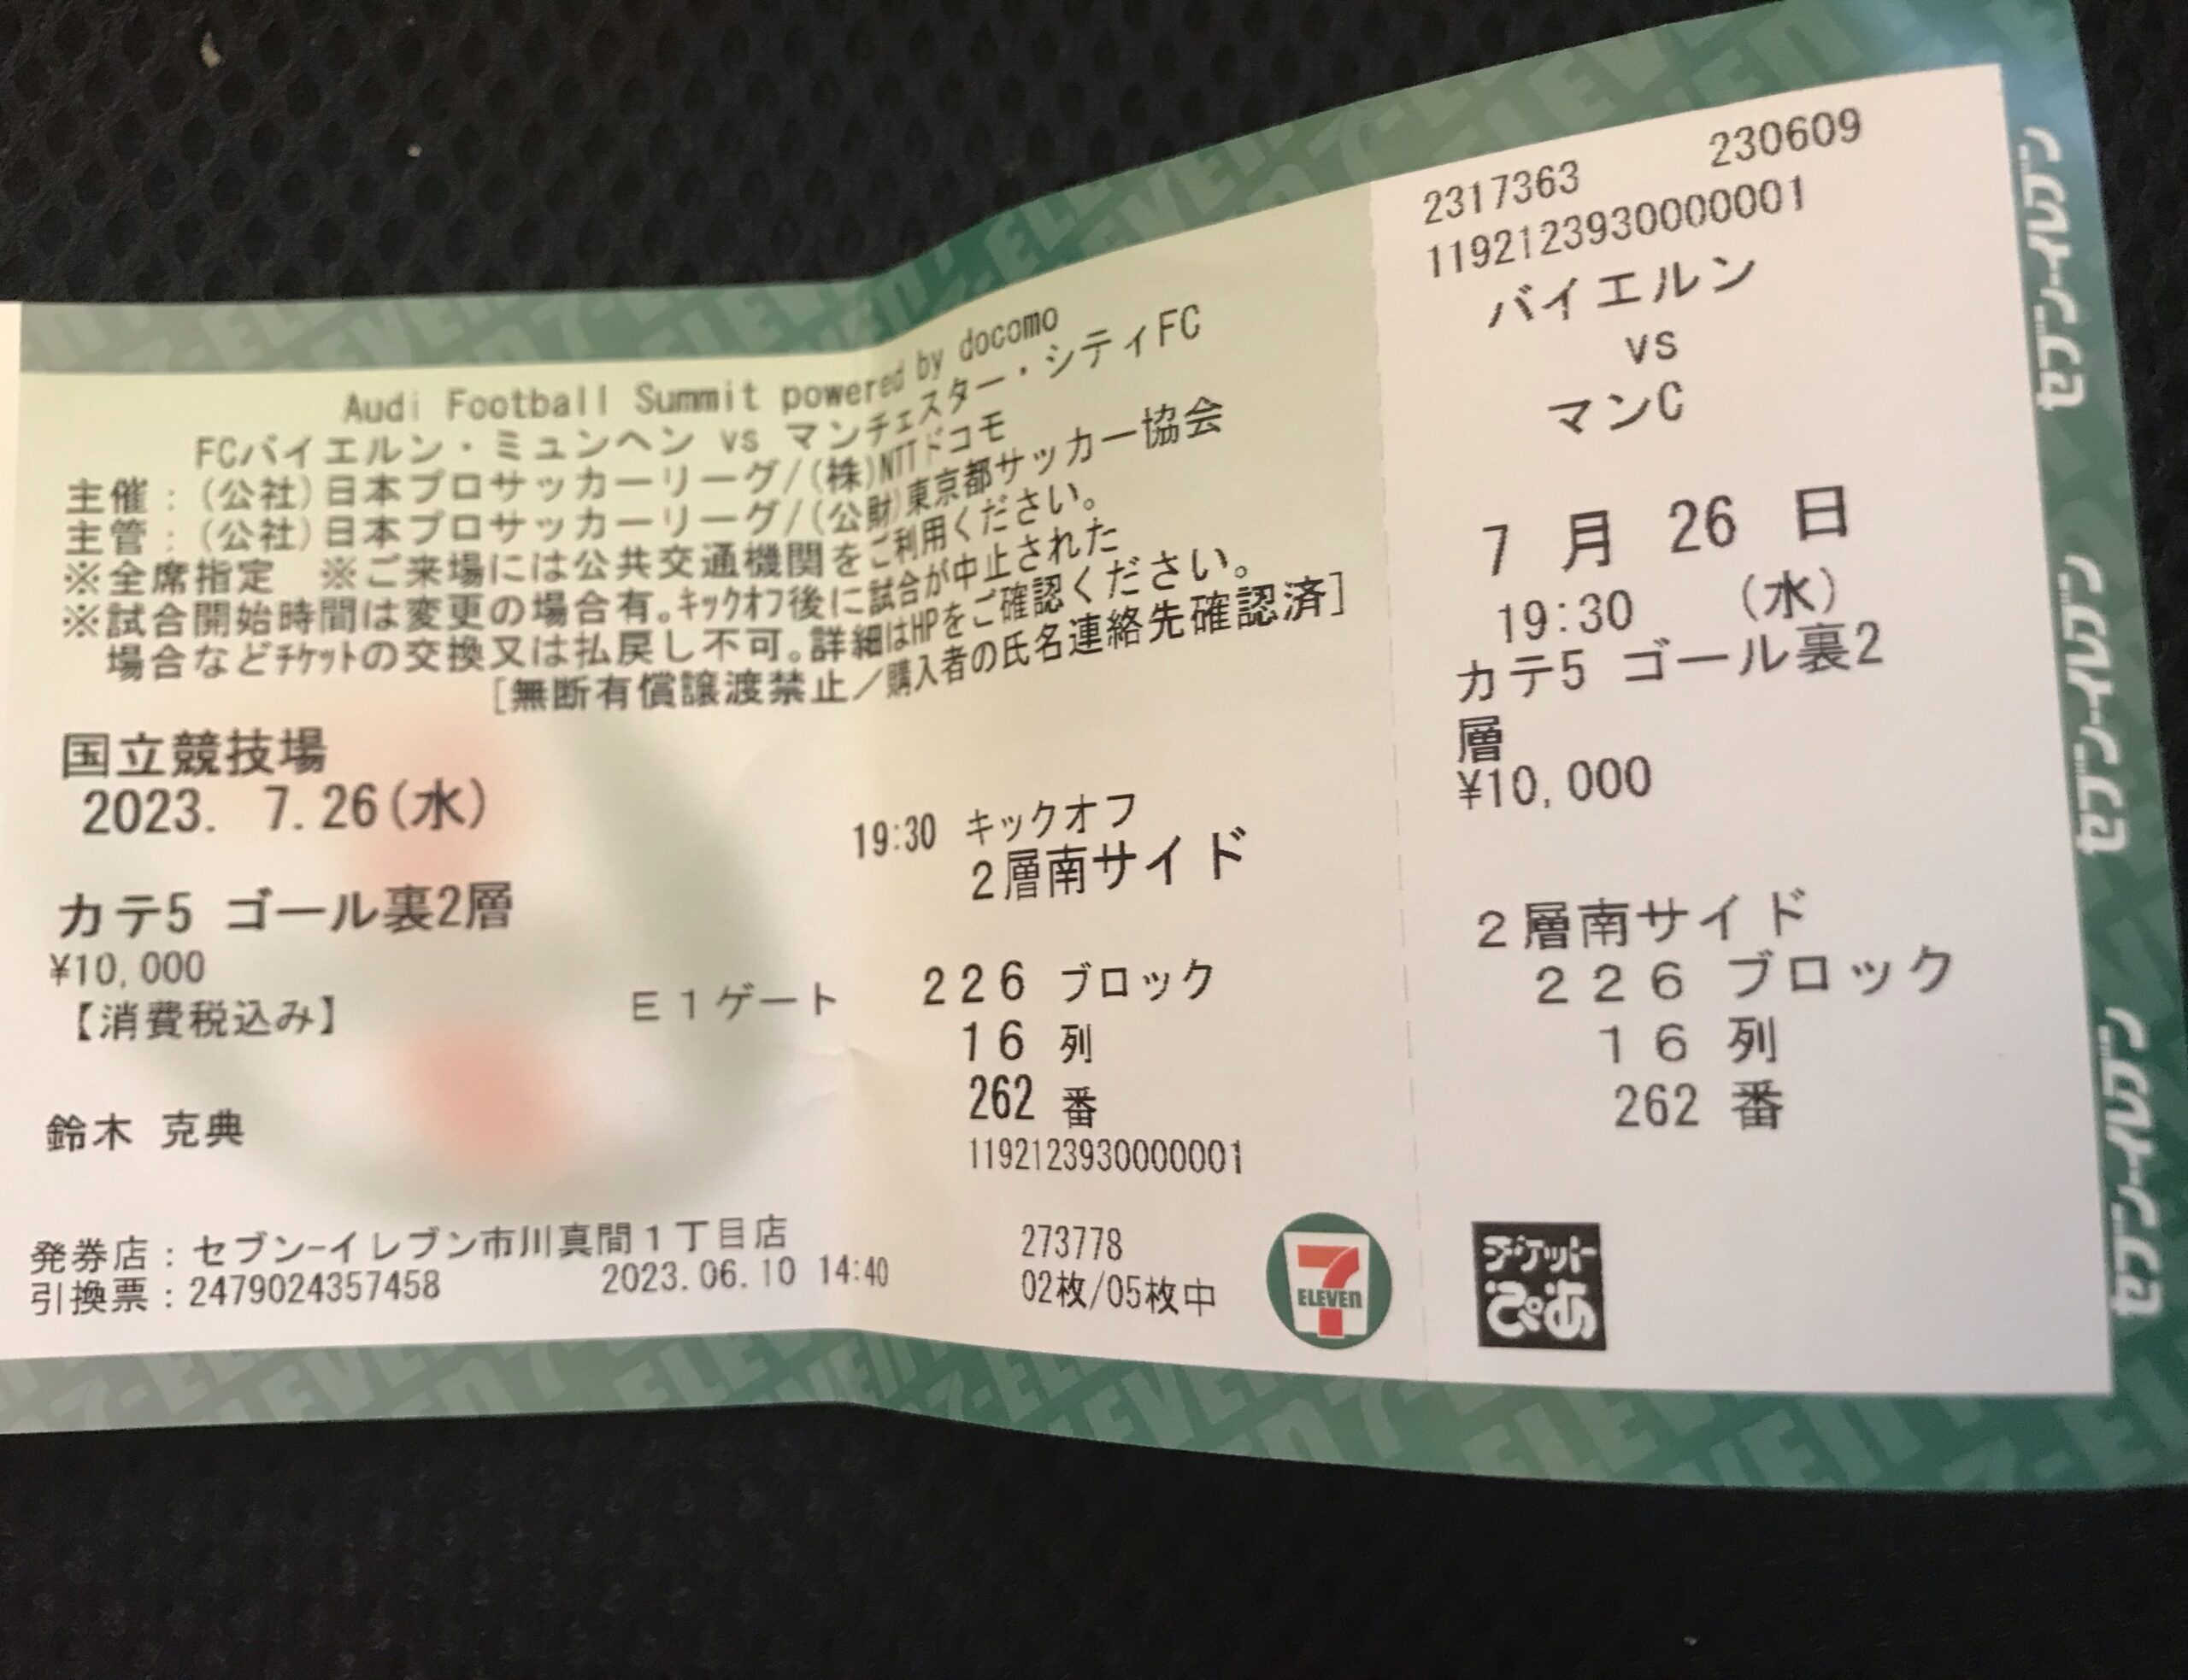 Audi Football Summit powered by docomo
FCバイエルン・ミュンヘン vs マンチェスター・シティFC
主催：(公社)日本プロサッカーリーグ/(株)NTTドコモ
主管：(公社)日本プロサッカーリーグ/(公財)東京都サッカー協会
※全席指定　※ご来場には公共交通機関をご利用ください。
※試合開始時間は変更の場合有。ｷｯｸｵﾌ後に試合が中止された
場合などﾁｹｯﾄの交換又は払戻し不可。詳細はHPをご確認ください。
[無断有償譲渡禁止／購入者の氏名連絡先確認済]
国立競技場
2023. 7.26(水)
19:30 キックオフ
カテ5 ゴール裏2層
2層南サイド
¥10,000
【消費税込み】
E1ゲート
226 ブロック
16 列
262 番
1192123930000001
鈴木 克典
発券店：セブン-イレブン市川真間1丁目店
引換票：2479024357458 2023.06.10 14:40
273778
02枚/05枚中
7
ELEVEn
2317363 230609
1192123930000001
バイエルン
vs
マンC
7 月 26 日
19:30 (水)
カテ5 ゴール裏2
層
¥10,000
2層南サイド
226 ブロック
16 列
262 番
チケット
ぴあ
セブン-イレブン
セブン-イレブン
セブン-イレブン